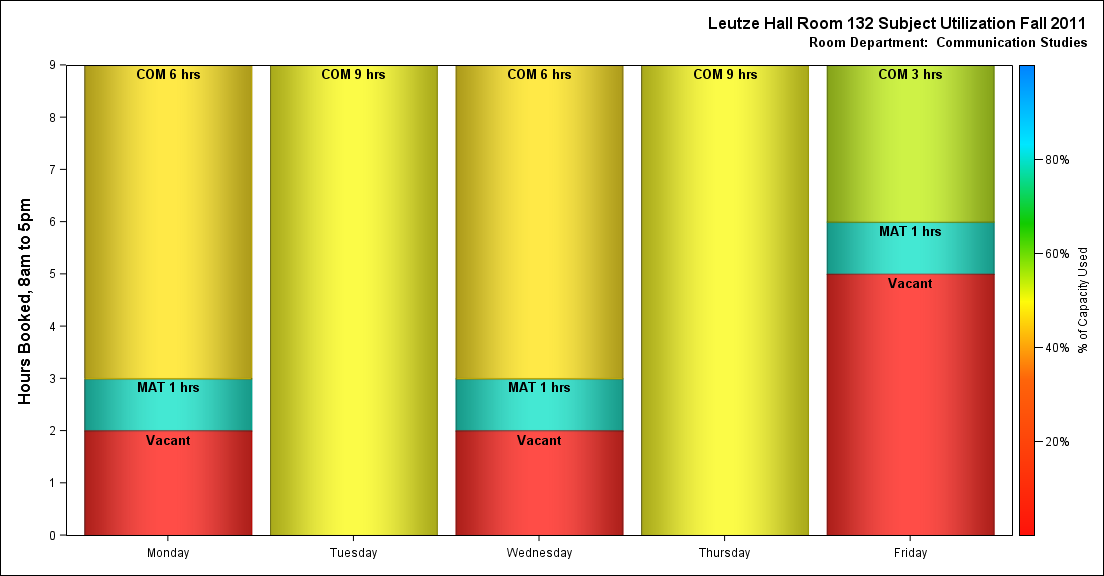 Leutze Hall Room 132 Subject Utilization Fall 2011
Room Department:  Communication Studies
Hours Booked, 8am to 5pm
9
8
7
6
5
4
3
2
1
0
COM 6 hrs
MAT 1 hrs
Vacant
COM 9 hrs
COM 6 hrs
MAT 1 hrs
Vacant
COM 9 hrs
COM 3 hrs
MAT 1 hrs
Vacant
Monday
Tuesday
Wednesday
Thursday
Friday
80%
60%
40%
20%
% of Capacity Used